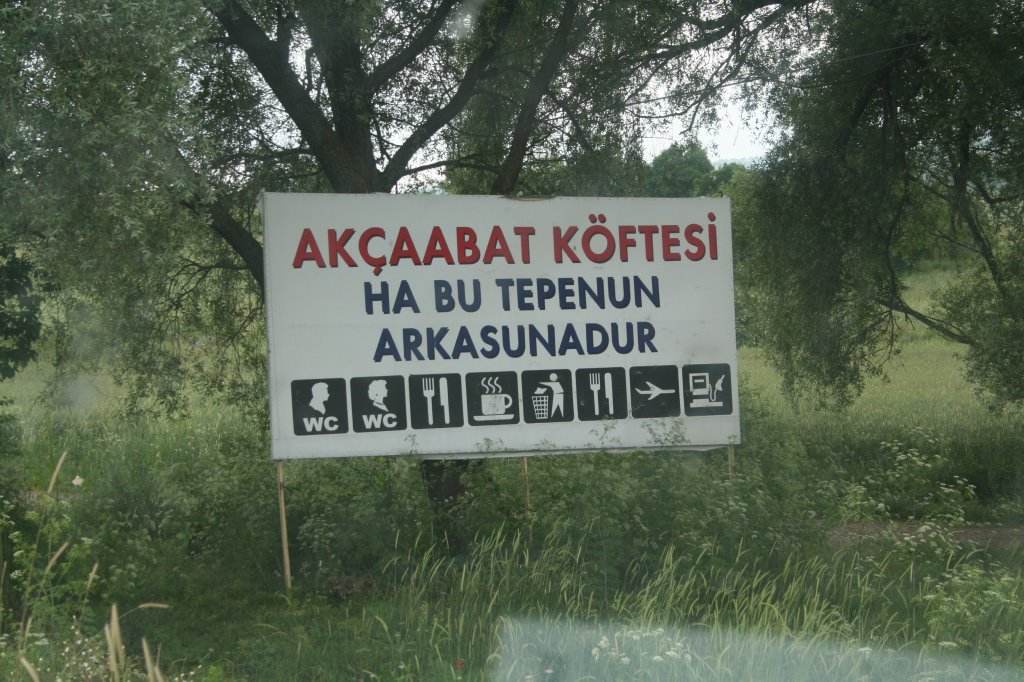 AKÇAABAT KÖFTESİ
HA BU TEPENUN
ARKASUNADUR
WC WC